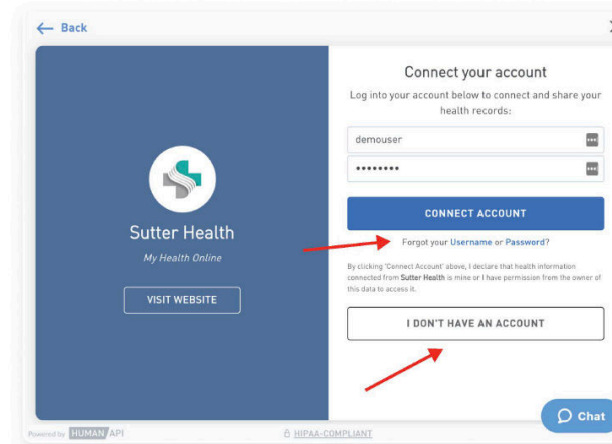 Back
Sutter Health
My Health Online
VISIT WEBSITE
Connect your account
Log into your account below to connect and share your
health records:
demouser
••••••••
CONNECT ACCOUNT
Forgot your Username or Password?
By clicking 'Connect Account' above, I declare that health information
connected from Sutter Health is mine or I have permission from the owner of
this data to access it.
I DON'T HAVE AN ACCOUNT
Chat
Powered by HUMAN API
HIPAA-COMPLIANT